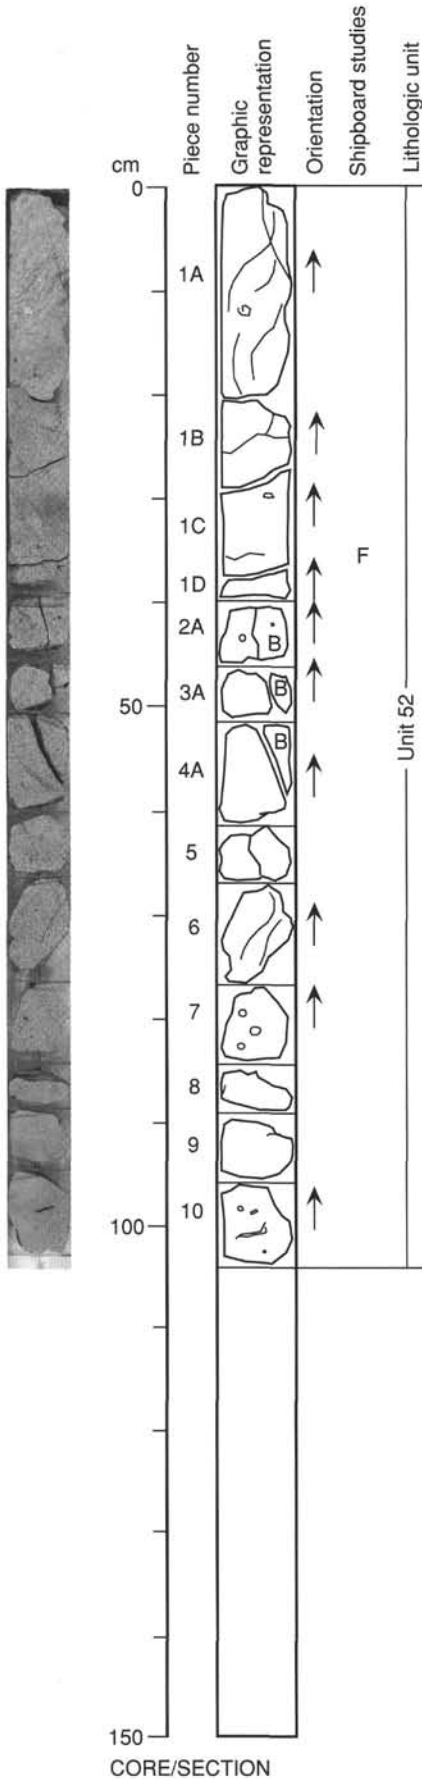 cm
Piece number
Graphic
representation
Orientation
Shipboard studies
Lithologic unit
0
1A
G
1B
1C
F
1D
2A
B
3A
B
50
Unit 52
B
4A
5
6
7
8
9
10
100
150
CORE/SECTION